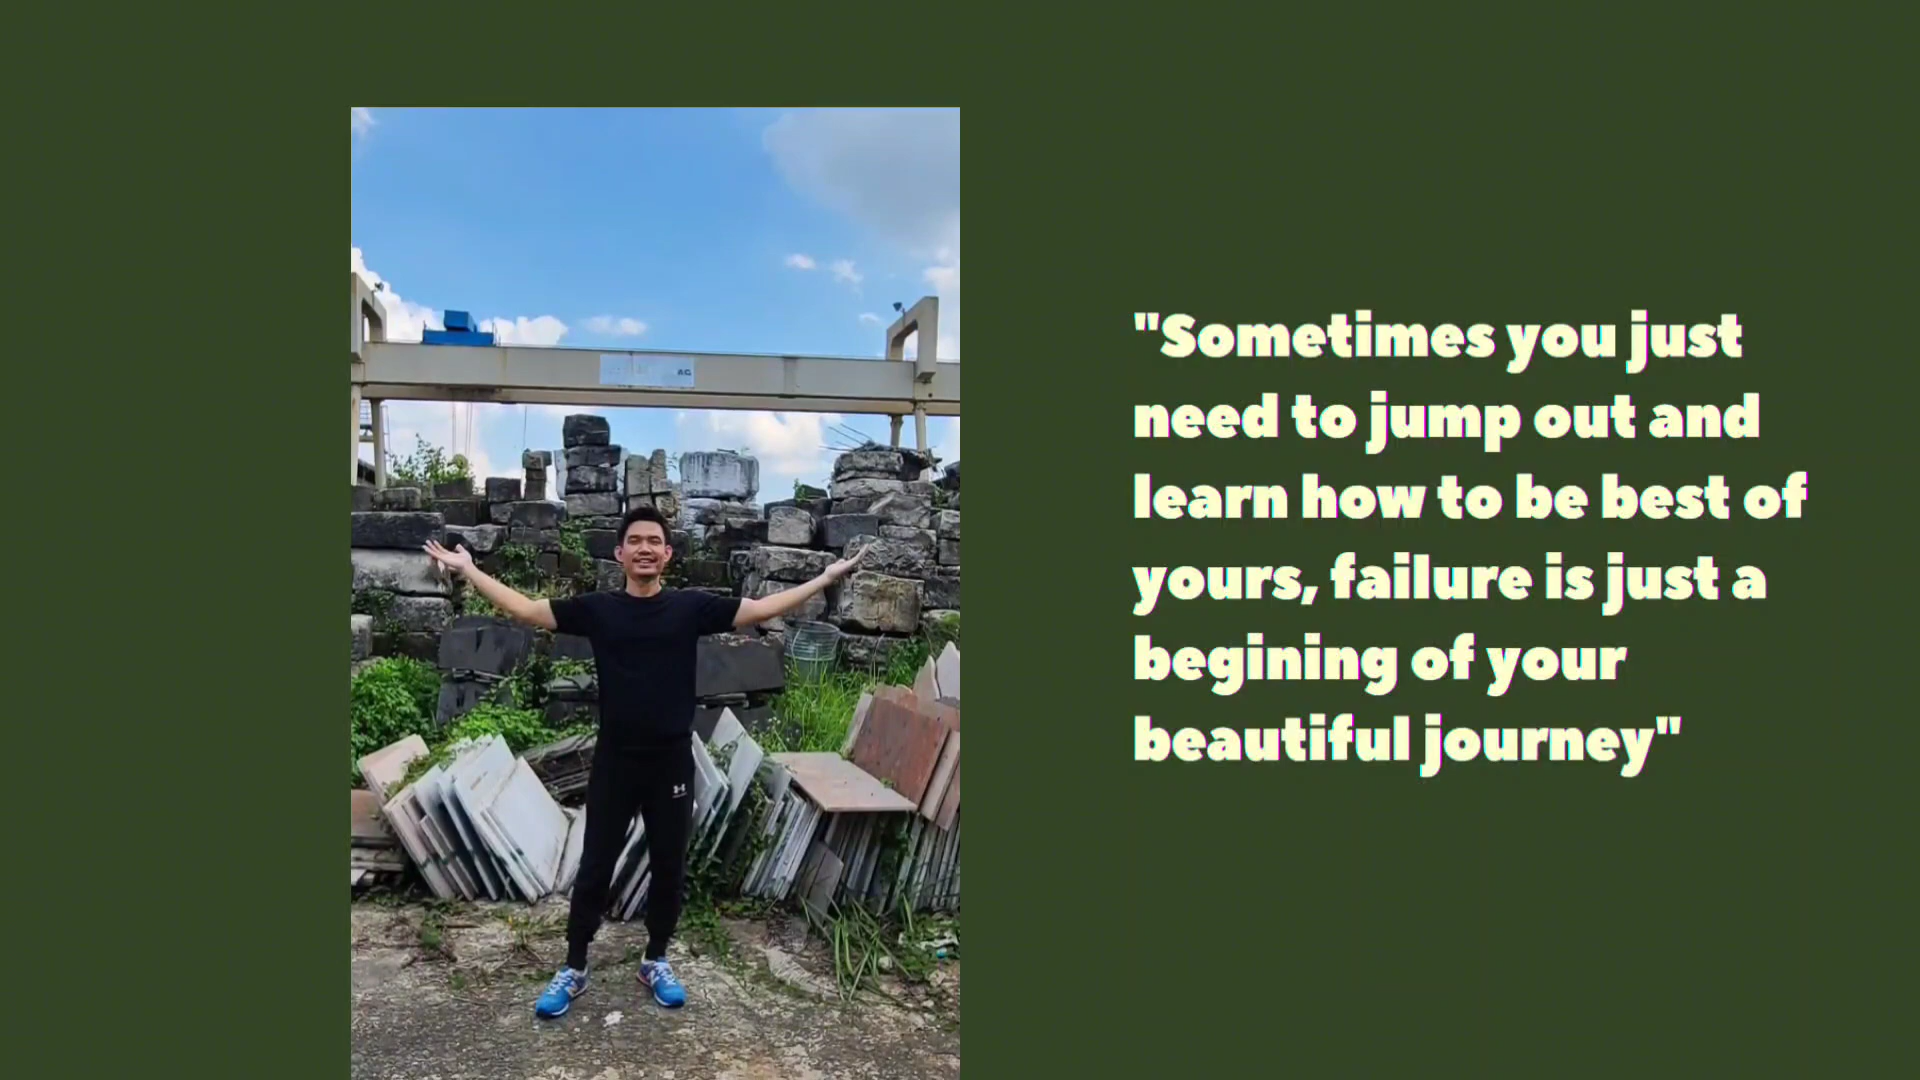 AG
"Sometimes you just
need to jump out and
learn how to be best of
yours, failure is just a
begining of your
beautiful journey"